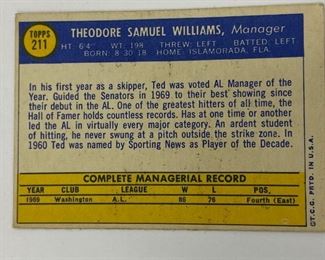 TOPPS
211
THEODORE SAMUEL WILLIAMS, Manager
HT: 6'4" WT: 198 THREW: LEFT BATTED: LEFT
BORN: 8-30-18 HOME: ISLAMORADA, FLA.
In his first year as a skipper, Ted was voted AL Manager of the
Year. Guided the Senators in 1969 to their best showing since
their debut in the AL. One of the greatest hitters of all time, the
Hall of Famer holds countless records. Has at one time or another
led the AL in virtually every major category. An ardent student
of hitting, he never swung at a pitch outside the strike zone. In
1960 Ted was named by Sporting News as Player of the Decade.
COMPLETE MANAGERIAL RECORD
YEAR CLUB LEAGUE W L POS.
1969 Washington A.L. 86 76 Fourth (East)
©T.C.G. PRTD. IN U.S.A.